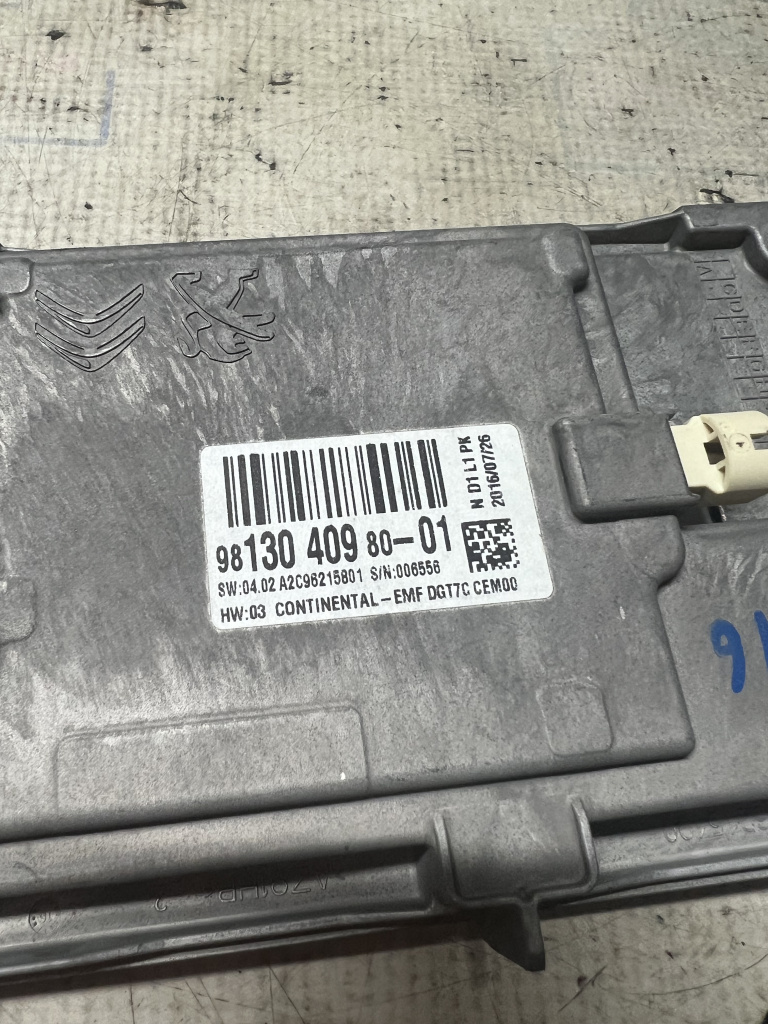 N D1 L1 PK
2016/07/26
98130 409 80-01
SW:04.02 A2C96215801 S/N:006556
HW:03 CONTINENTAL-EMF DGT7C CEM00
91